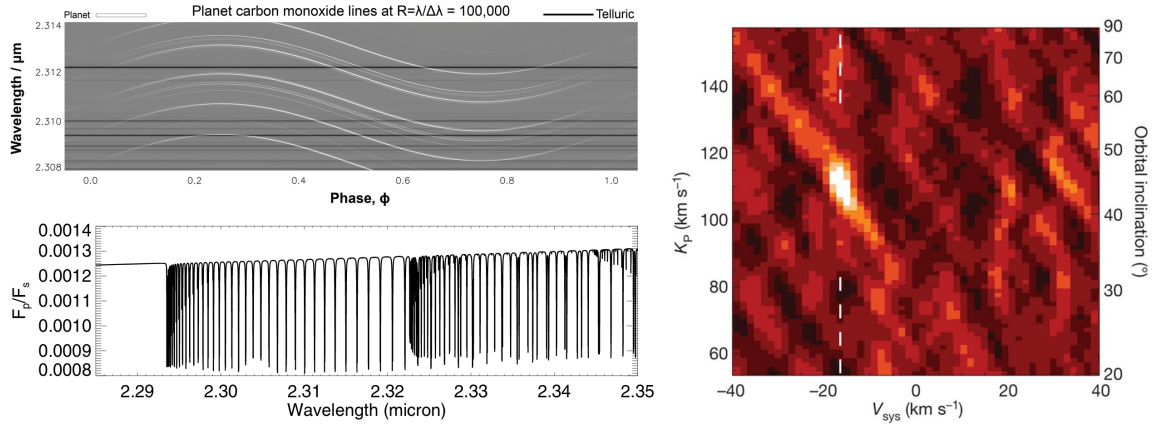 Planet
Planet carbon monoxide lines at R=λ/Δλ = 100,000
Telluric
Wavelength / μm
2.314
2.312
2.310
2.308
0.0 0.2 0.4 0.6 0.8 1.0
Phase, ϕ
Fp/Fs
0.0014
0.0013
0.0012
0.0011
0.0010
0.0009
0.0008
2.29 2.30 2.31 2.32 2.33 2.34 2.35
Wavelength (micron)
KP (km s⁻¹)
140
120
100
80
60
−40 −20 0 20 40
Vsys (km s⁻¹)
90
70
60
50
40
30
20
Orbital inclination (°)